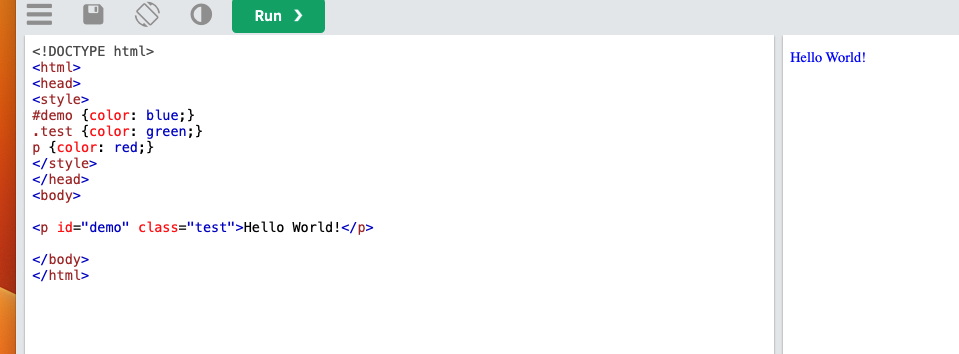 Run ❯
<!DOCTYPE html>
<html>
<head>
<style>
#demo {color: blue;}
.test {color: green;}
p {color: red;}
</style>
</head>
<body>
<p id="demo" class="test">Hello World!</p>
</body>
</html>
Hello World!